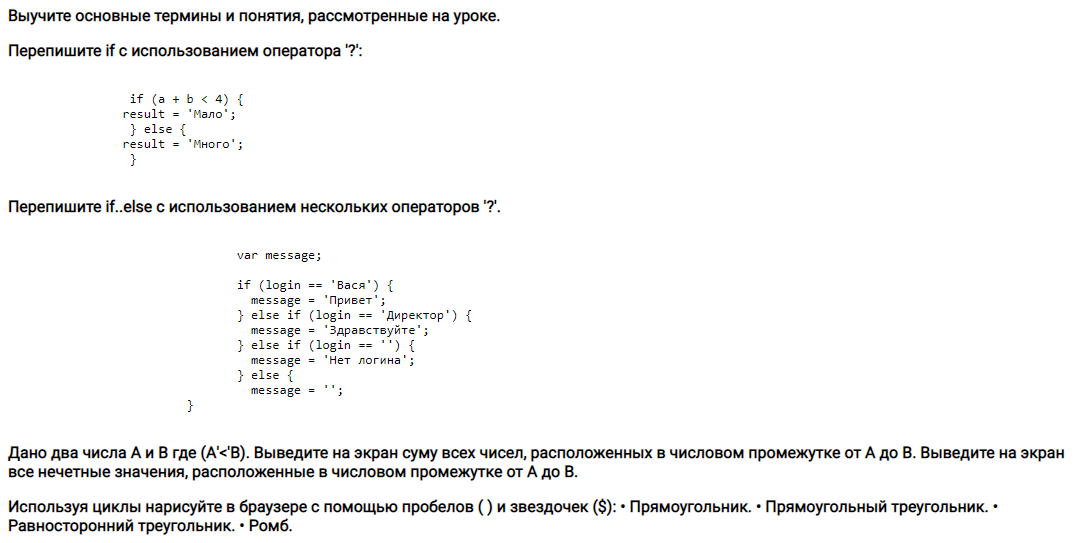 Выучите основные термины и понятия, рассмотренные на уроке.
Перепишите if с использованием оператора '?':
if (a + b < 4) {
result = 'Мало';
} else {
result = 'Много';
}
Перепишите if..else с использованием нескольких операторов '?'.
var message;
if (login == 'Вася') {
message = 'Привет';
} else if (login == 'Директор') {
message = 'Здравствуйте';
} else if (login == '') {
message = 'Нет логина';
} else {
message = '';
}
Дано два числа A и B где (A'<'B). Выведите на экран суму всех чисел, расположенных в числовом промежутке от А до В. Выведите на экран
все нечетные значения, расположенные в числовом промежутке от А до В.
Используя циклы нарисуйте в браузере с помощью пробелов ( ) и звездочек ($): • Прямоугольник. • Прямоугольный треугольник. •
Равносторонний треугольник. • Ромб.